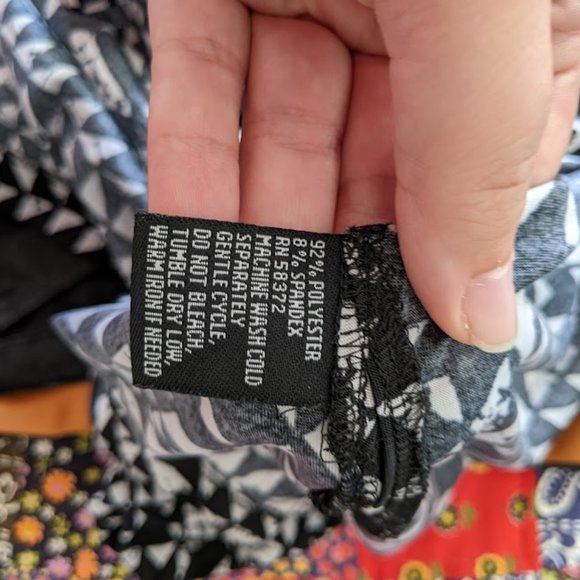 92% POLYESTER
8% SPANDEX
RN 58372
MACHINE WASH COLD
SEPARATELY
GENTLE CYCLE,
DO NOT BLEACH,
TUMBLE DRY LOW,
WARM IRON IF NEEDED